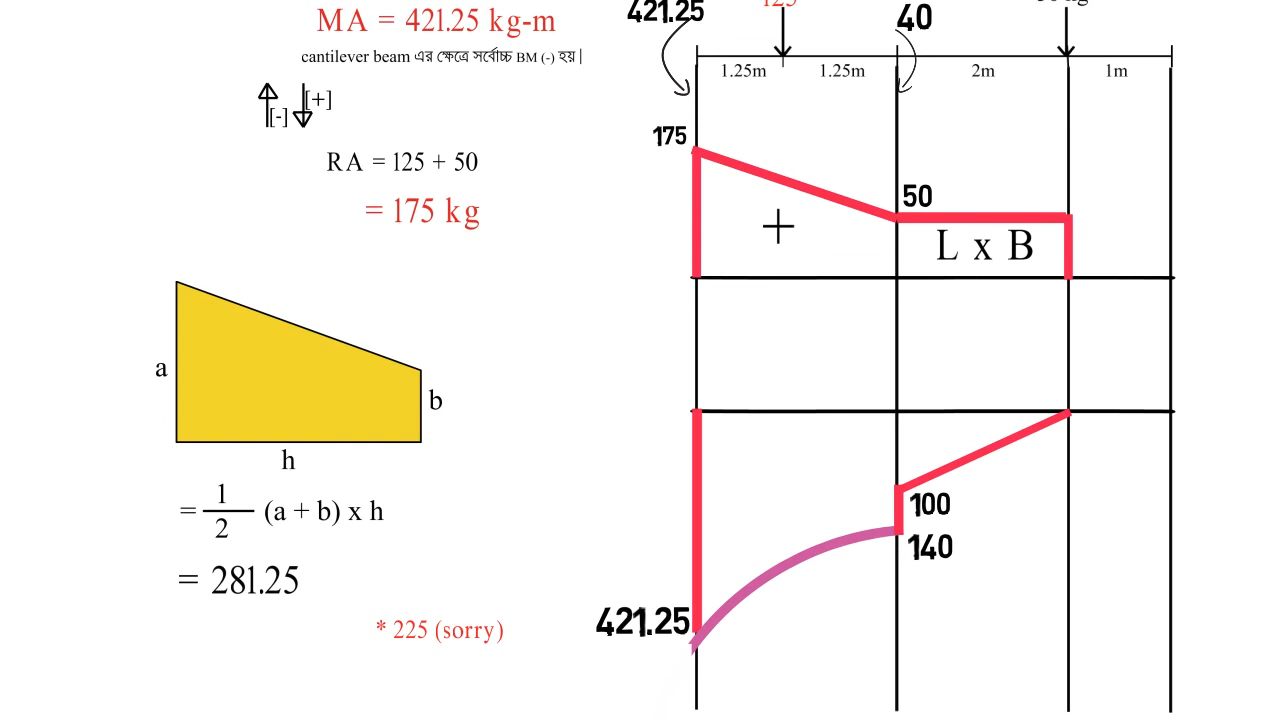 MA = 421.25 kg-m
cantilever beam এর ক্ষেত্রে সর্বোচ্চ BM (-) হয় |
[-] [+]
RA = 125 + 50
= 175 kg
a
b
h
= 1/2 (a + b) x h
= 281.25
* 225 (sorry)
421.25
125
40
1.25m 1.25m 2m 1m
175
50
+
L x B
100
140
421.25